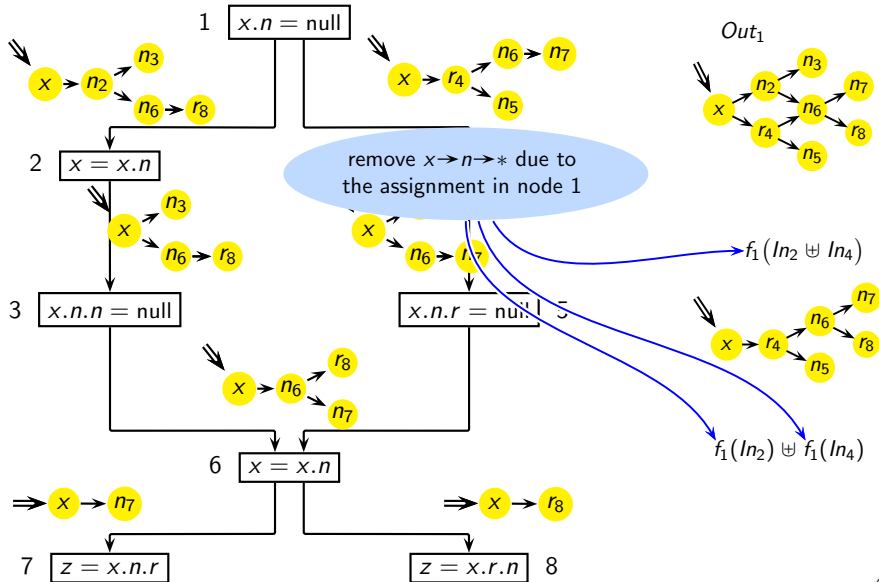 1 x.n = null
Out₁
x n₂ n₃ n₆ r₈
x r₄ n₆ n₇ n₅
x n₂ n₃ r₄ n₆ n₇ r₈ n₅
2 x = x.n
remove x→n→∗ due to
the assignment in node 1
x n₃ n₆ r₈
n₆ n₇
f₁(In₂ ⊎ In₄)
3 x.n.n = null
x.n.r = null 5
x r₄ n₆ n₇ r₈ n₅
x n₆ r₈ n₇
f₁(In₂) ⊎ f₁(In₄)
6 x = x.n
x n₇
x r₈
7 z = x.n.r
z = x.r.n 8